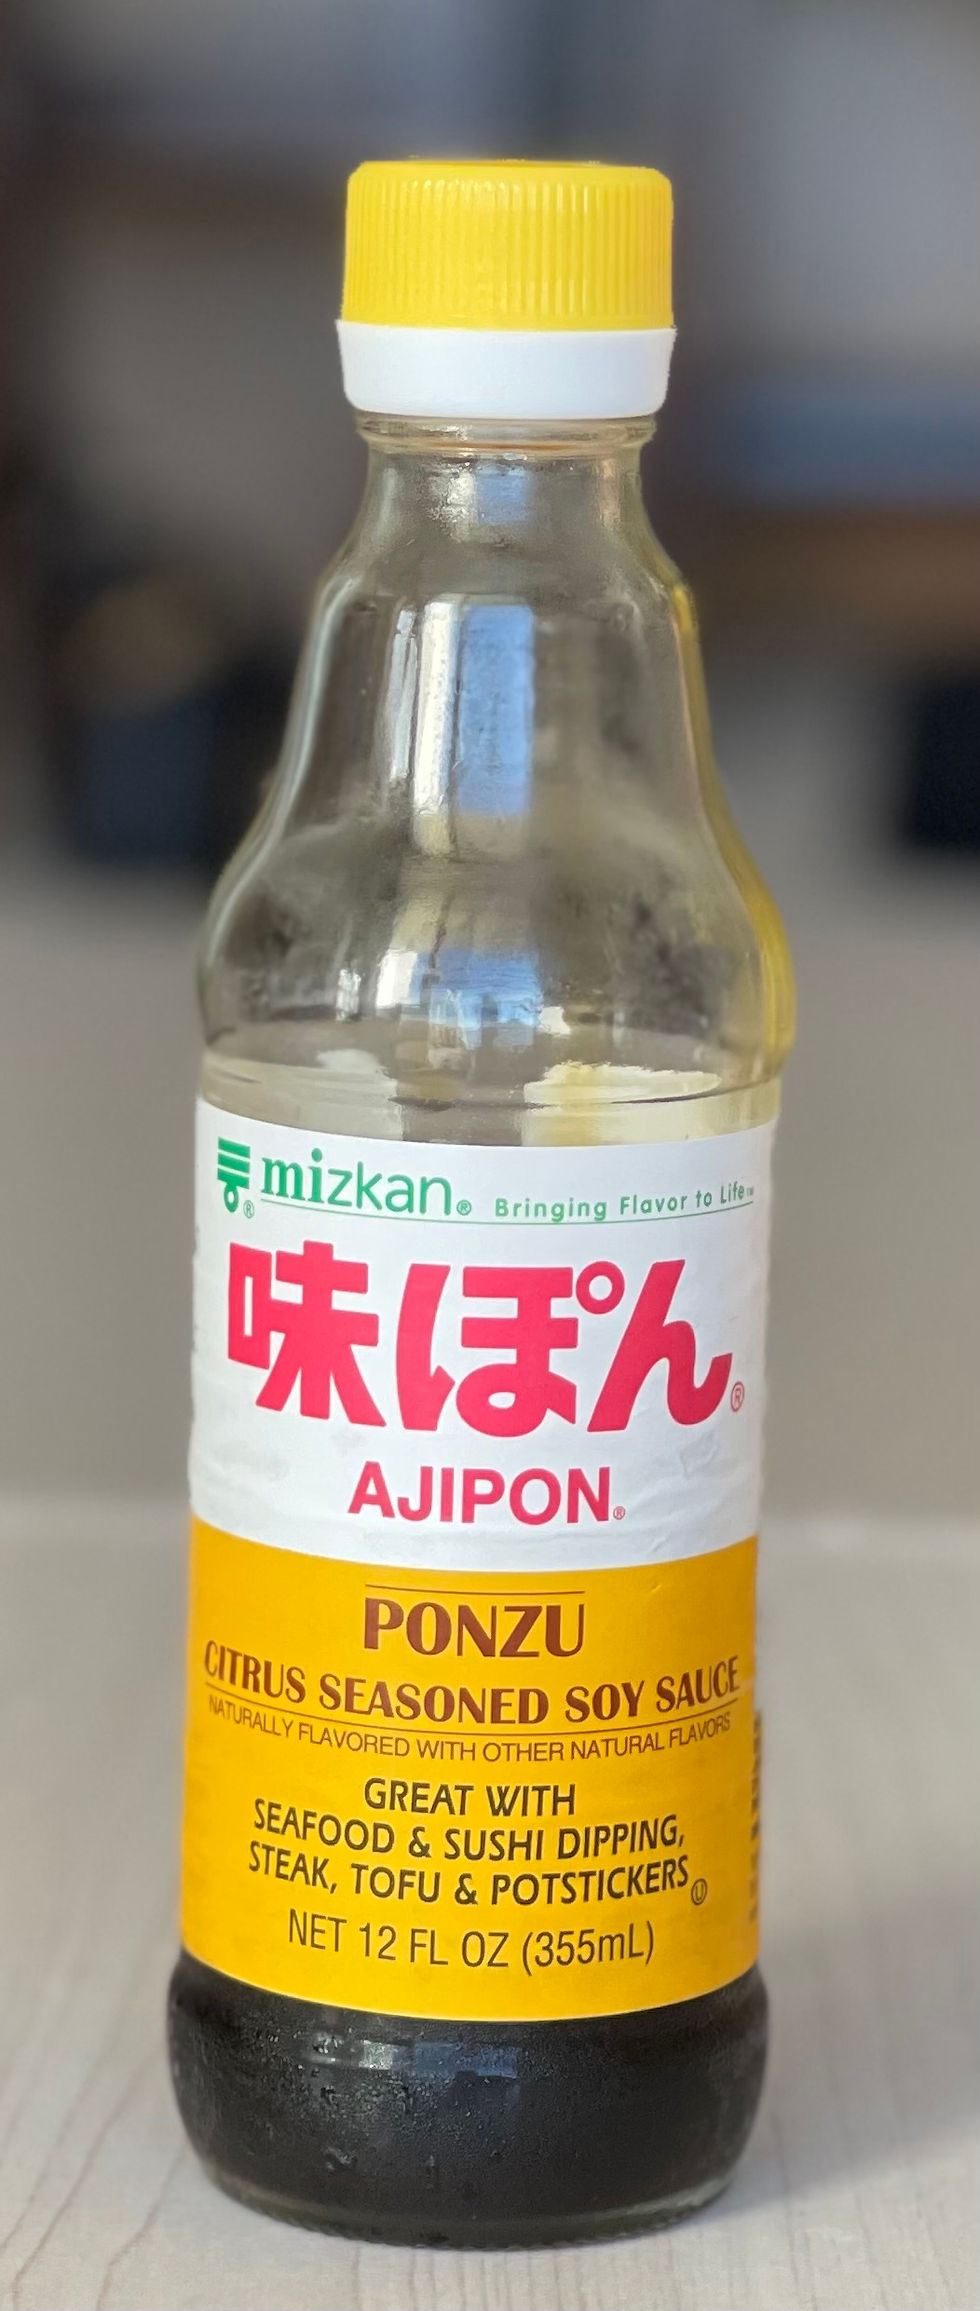 mizkan® Bringing Flavor to Life™
®
味ぽん®
AJIPON®
PONZU
CITRUS SEASONED SOY SAUCE
NATURALLY FLAVORED WITH OTHER NATURAL FLAVORS
GREAT WITH
SEAFOOD & SUSHI DIPPING,
STEAK, TOFU & POTSTICKERS
Ⓤ
NET 12 FL OZ (355mL)